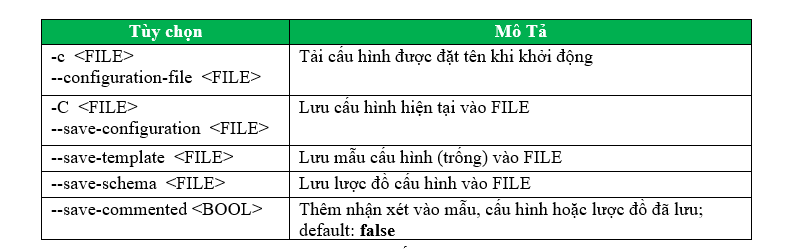 Tùy chọn Mô Tả
-c <FILE> Tải cấu hình được đặt tên khi khởi động
--configuration-file <FILE>
-C <FILE> Lưu cấu hình hiện tại vào FILE
--save-configuration <FILE>
--save-template <FILE> Lưu mẫu cấu hình (trống) vào FILE
--save-schema <FILE> Lưu lược đồ cấu hình vào FILE
--save-commented <BOOL> Thêm nhận xét vào mẫu, cấu hình hoặc lược đồ đã lưu;
default: false